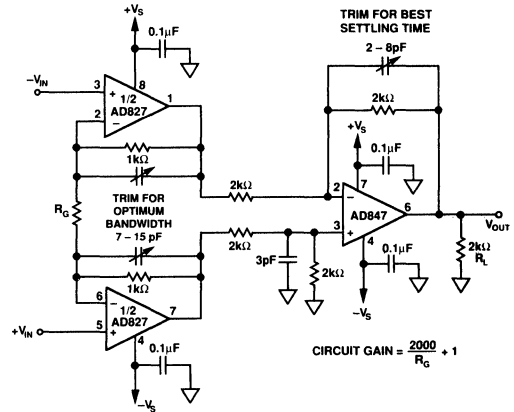 +VS
0.1µF
TRIM FOR BEST
SETTLING TIME
2 – 8pF
8
–VIN
3
+
1/2
AD827
1
2
–
2kΩ
+VS
1kΩ
0.1µF
RG
TRIM FOR
OPTIMUM
BANDWIDTH
7 – 15 pF
2kΩ
2
–
7
AD847
6
VOUT
2kΩ
3
+
4
0.1µF
2kΩ
RL
3pF
2kΩ
1kΩ
6
–
1/2
AD827
7
+VIN
5
+
4
–VS
0.1µF
CIRCUIT GAIN = 2000/RG + 1
–VS